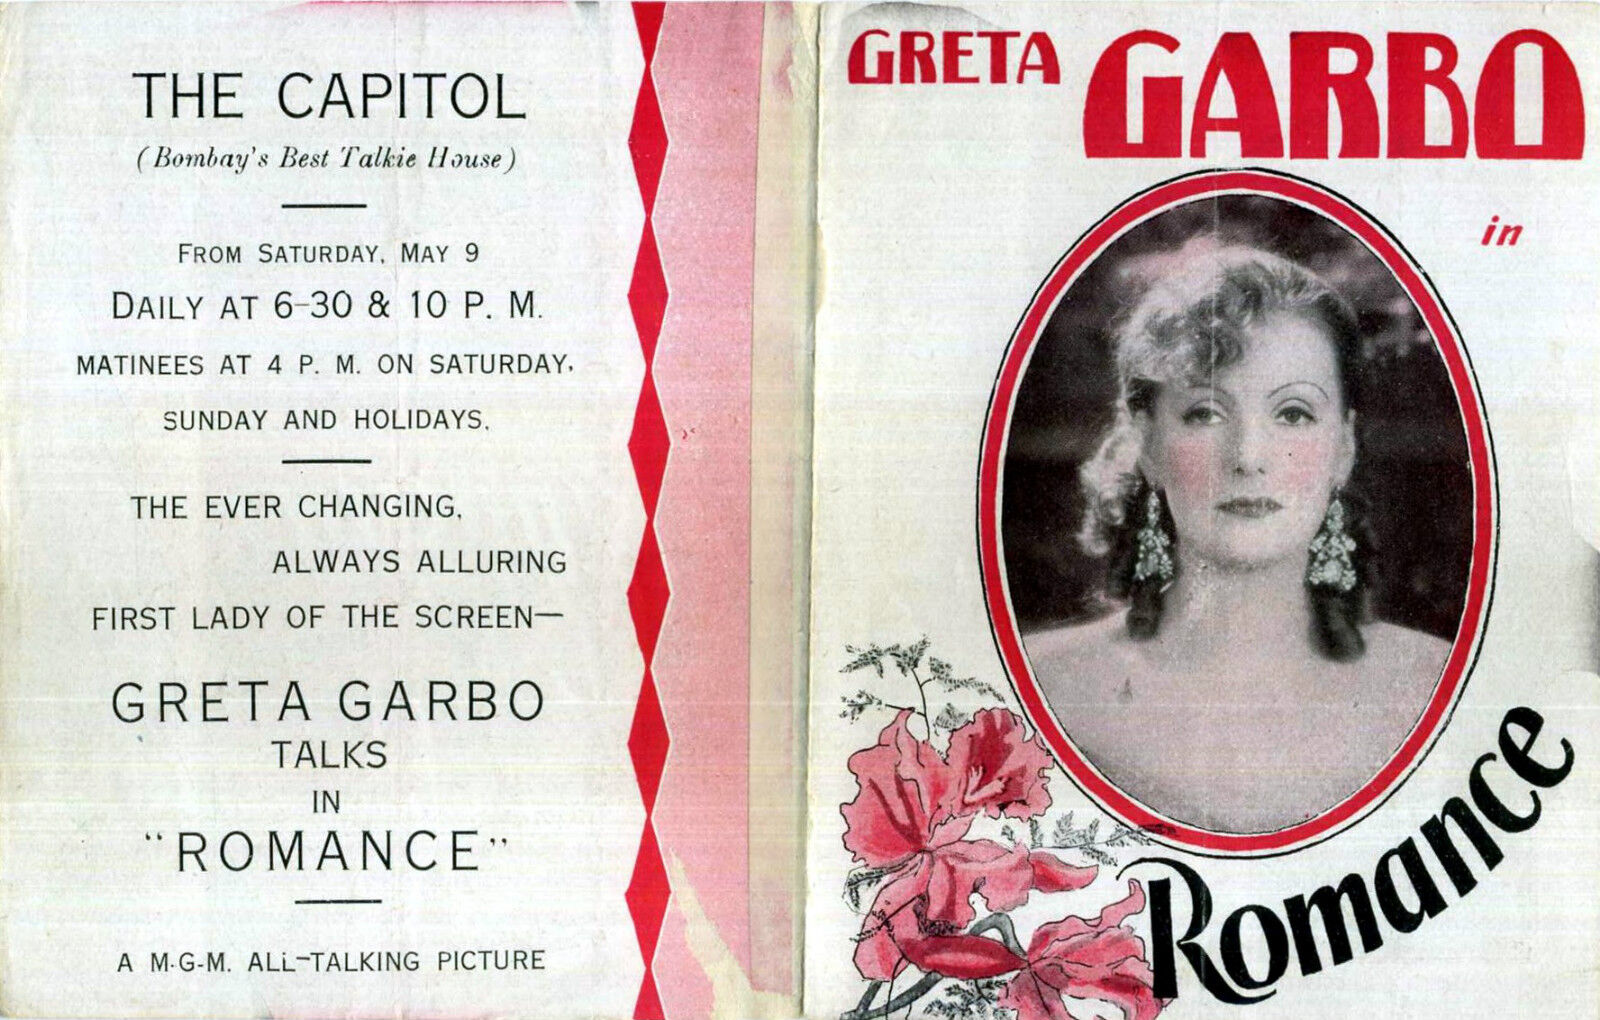 THE CAPITOL
(Bombay's Best Talkie House)
FROM SATURDAY, MAY 9
DAILY AT 6-30 & 10 P. M.
MATINEES AT 4 P. M. ON SATURDAY,
SUNDAY AND HOLIDAYS.
THE EVER CHANGING,
ALWAYS ALLURING
FIRST LADY OF THE SCREEN—
GRETA GARBO
TALKS
IN
"ROMANCE"
A M-G-M. ALL-TALKING PICTURE
GRETA GARBO
in
Romance